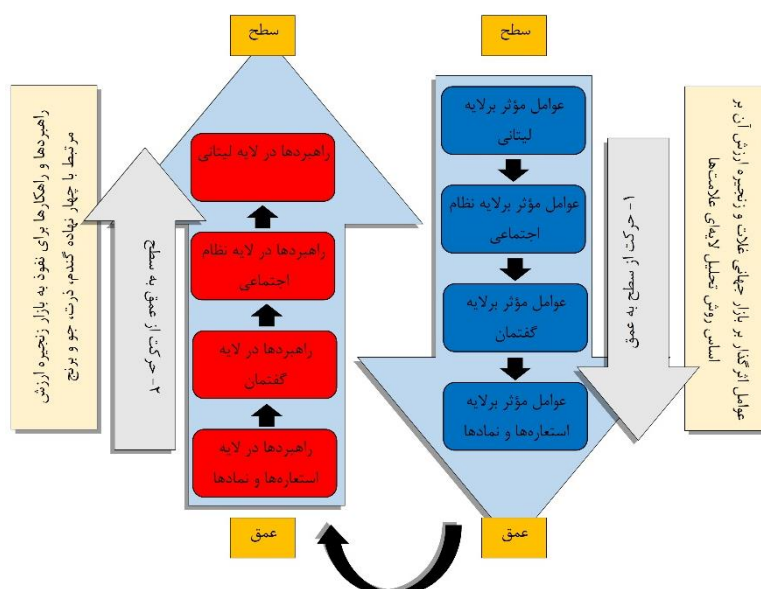 سطح
عوامل مؤثر برلایه
لیتانی
عوامل مؤثر برلایه نظام
اجتماعی
عوامل مؤثر برلایه
گفتمان
عوامل مؤثر برلایه
استعاره‌ها و نمادها
عمق
۱- حرکت از سطح به عمق
عوامل اثرگذار بر بازار جهانی غلات و زنجیره ارزش آن بر
اساس روش تحلیل لایه‌ای علامت‌ها
سطح
راهبردها در لایه لیتانی
راهبردها در لایه نظام
اجتماعی
راهبردها در لایه
گفتمان
راهبردها در لایه
استعاره‌ها و نمادها
عمق
۲- حرکت از عمق به سطح
راهبردها و راهکارها برای نفوذ به بازار زنجیره ارزش
مرتبط با چهار نهاده گندم، ذرت، جو و برنج